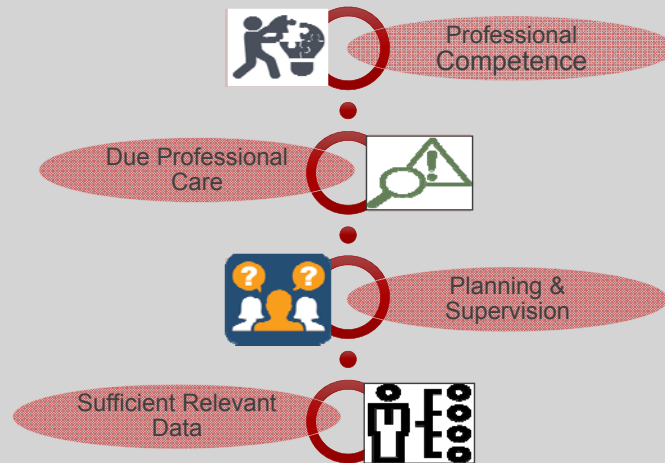 Professional
Competence
Due Professional
Care
? ?
!
Planning &
Supervision
Sufficient Relevant
Data